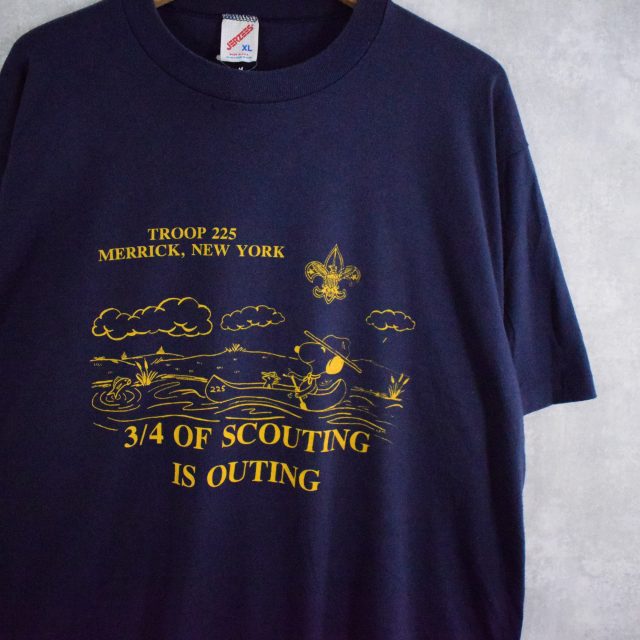 JERZEES
XL
TROOP 225
MERRICK, NEW YORK
225
3/4 OF SCOUTING
IS OUTING